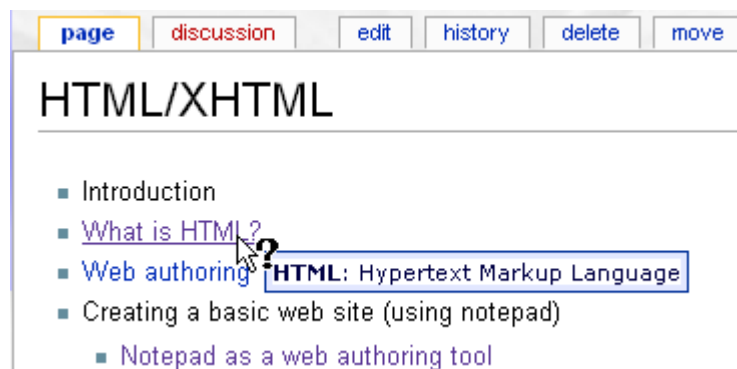 page discussion edit history delete move
HTML/XHTML
Introduction
What is HTML?
Web authoring HTML: Hypertext Markup Language
Creating a basic web site (using notepad)
Notepad as a web authoring tool